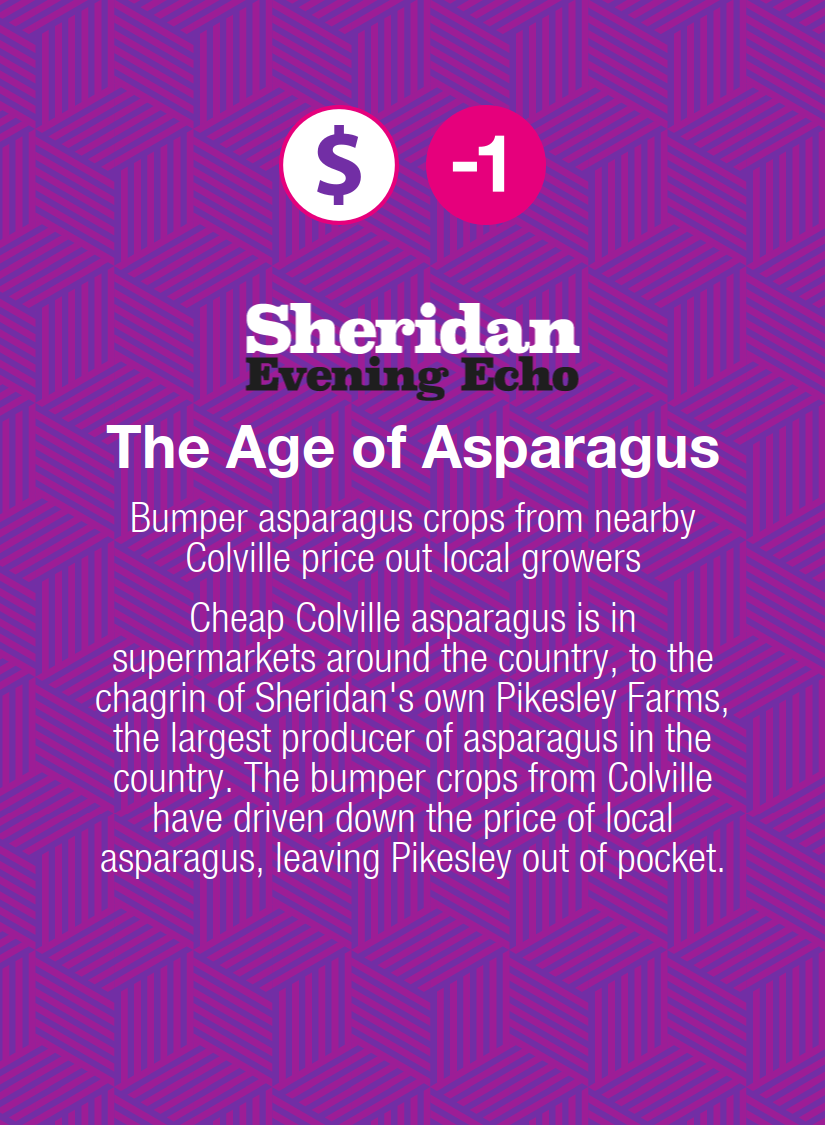 $ -1
Sheridan
Evening Echo
The Age of Asparagus
Bumper asparagus crops from nearby
Colville price out local growers
Cheap Colville asparagus is in
supermarkets around the country, to the
chagrin of Sheridan's own Pikesley Farms,
the largest producer of asparagus in the
country. The bumper crops from Colville
have driven down the price of local
asparagus, leaving Pikesley out of pocket.